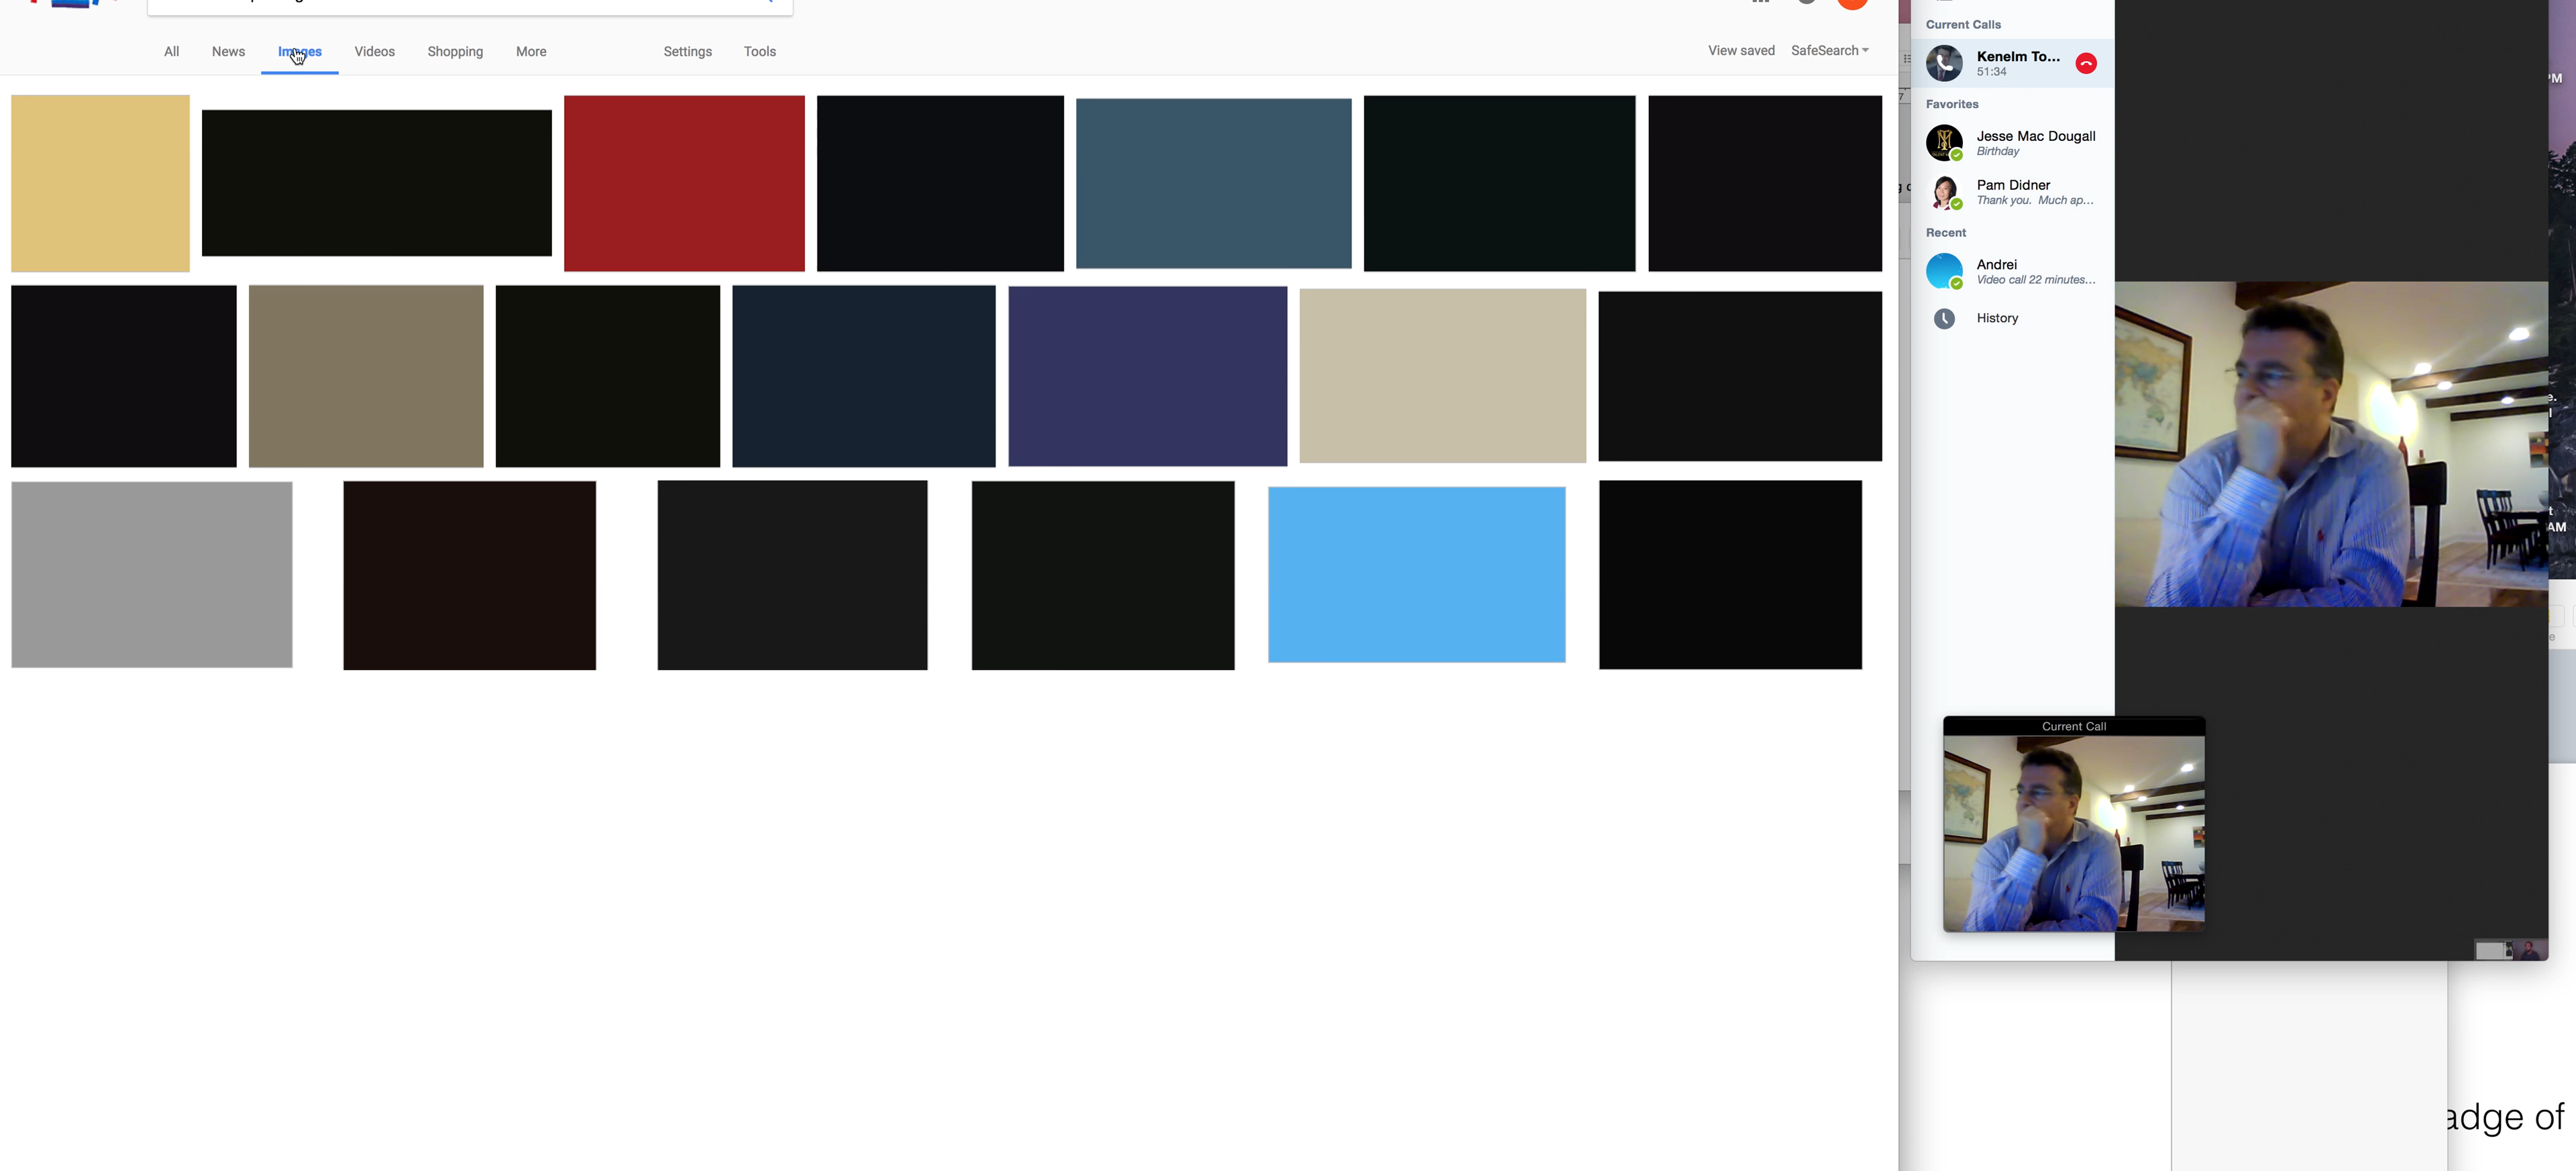 All News Images Videos Shopping More Settings Tools View saved SafeSearch
Current Calls
Kenelm To...
51:34
Favorites
Jesse Mac Dougall
Birthday
Pam Didner
Thank you. Much ap...
Recent
Andrei
Video call 22 minutes...
History
Current Call
PM
AM
adge of